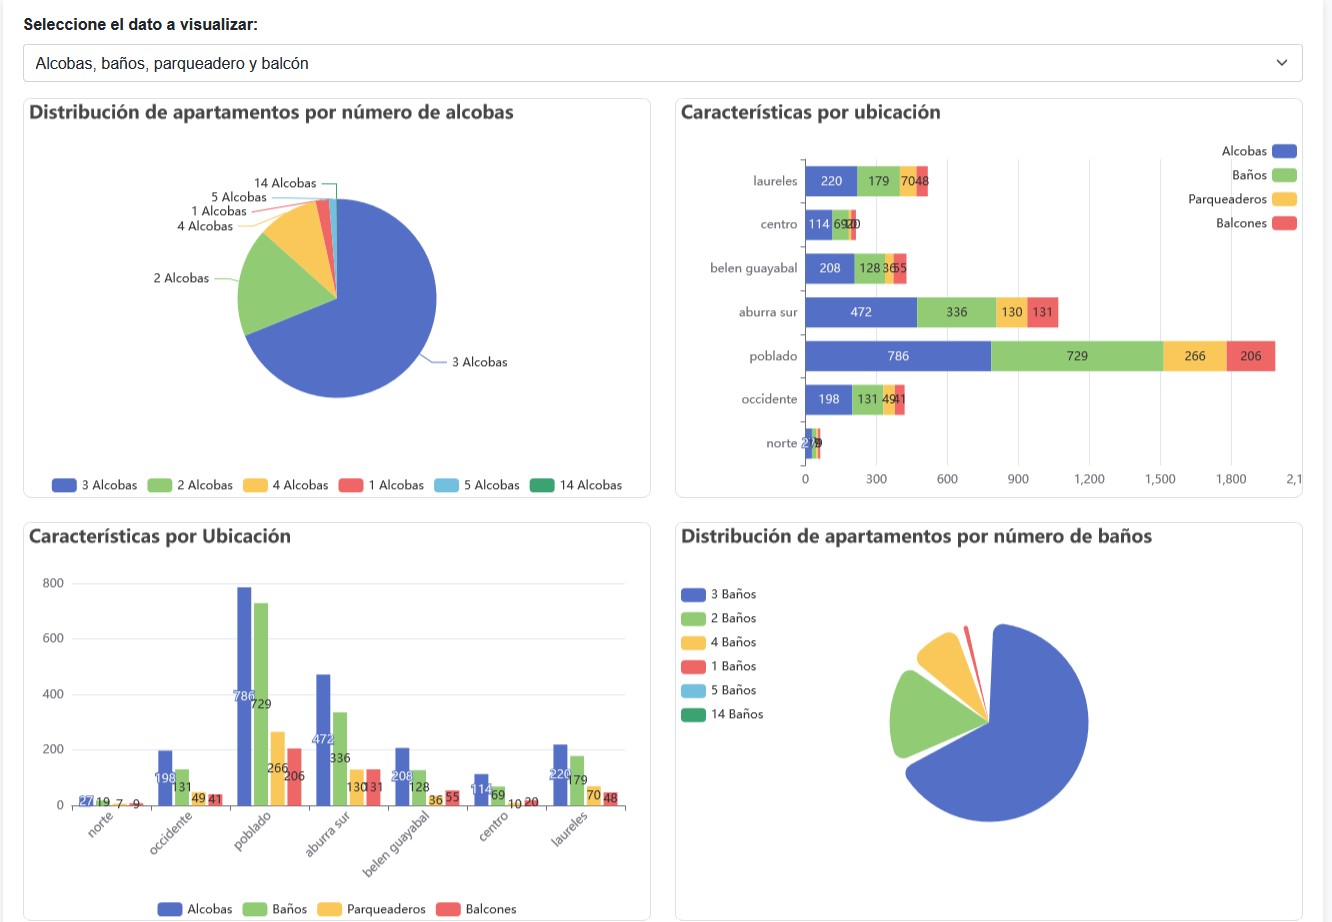 Seleccione el dato a visualizar:
Alcobas, baños, parqueadero y balcón
Distribución de apartamentos por número de alcobas
14 Alcobas
5 Alcobas
1 Alcobas
4 Alcobas
2 Alcobas
3 Alcobas
3 Alcobas 2 Alcobas 4 Alcobas 1 Alcobas 5 Alcobas 14 Alcobas
Características por ubicación
Alcobas
Baños
Parqueaderos
Balcones
laureles 220 179 70 48
centro 114 69 10 20
belen guayabal 208 128 36 55
aburra sur 472 336 130 131
poblado 786 729 266 206
occidente 198 131 49 41
norte
0 300 600 900 1,200 1,500 1,800 2,1
Características por Ubicación
800
600
400
200
0
27 19 7 9
198 131 49 41
786 729 266 206
472 336 130 131
208 128 36 55
114 69 10 20
220 179 70 48
norte occidente poblado aburra sur belen guayabal centro laureles
Alcobas Baños Parqueaderos Balcones
Distribución de apartamentos por número de baños
3 Baños
2 Baños
4 Baños
1 Baños
5 Baños
14 Baños